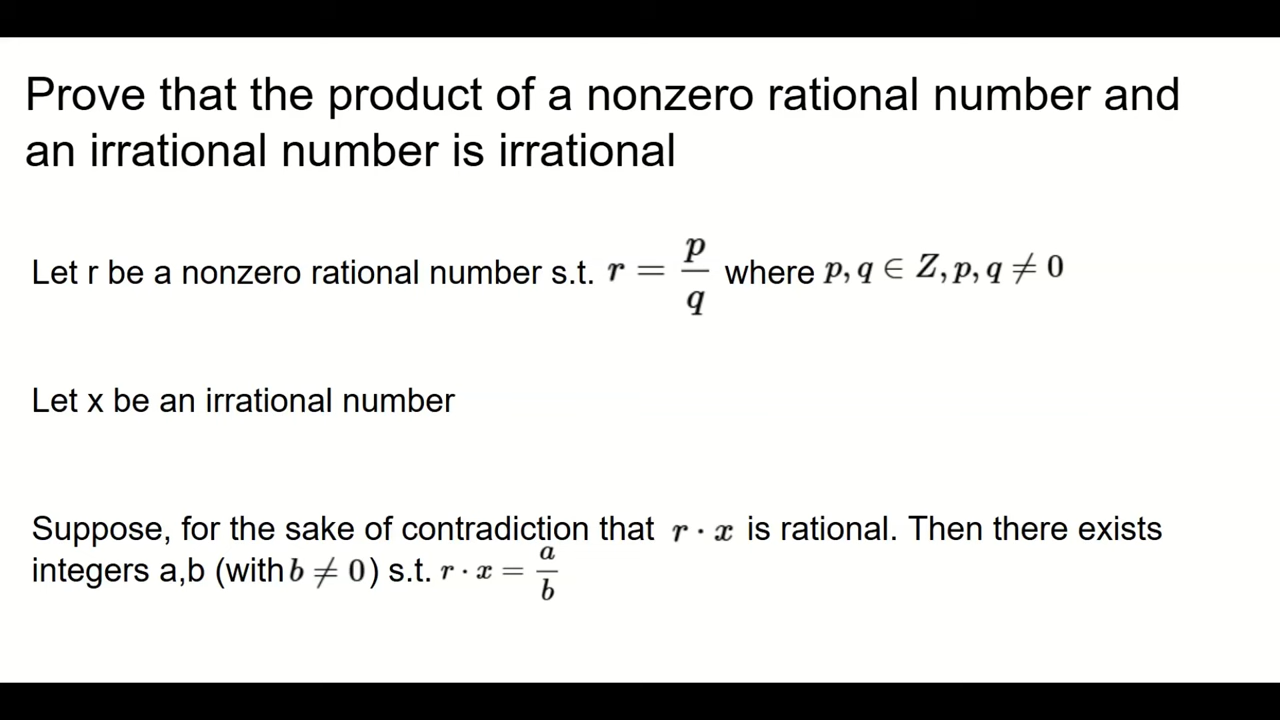 Prove that the product of a nonzero rational number and
an irrational number is irrational
Let r be a nonzero rational number s.t. r = p/q where p, q ∈ Z, p, q ≠ 0
Let x be an irrational number
Suppose, for the sake of contradiction that r · x is rational. Then there exists
integers a,b (with b ≠ 0) s.t. r · x = a/b